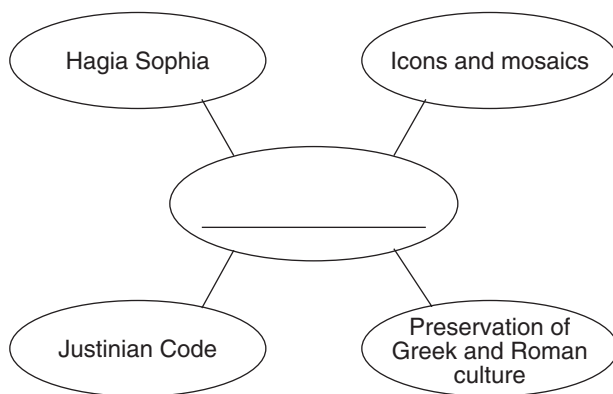 Hagia Sophia
Icons and mosaics
Justinian Code
Preservation of
Greek and Roman
culture